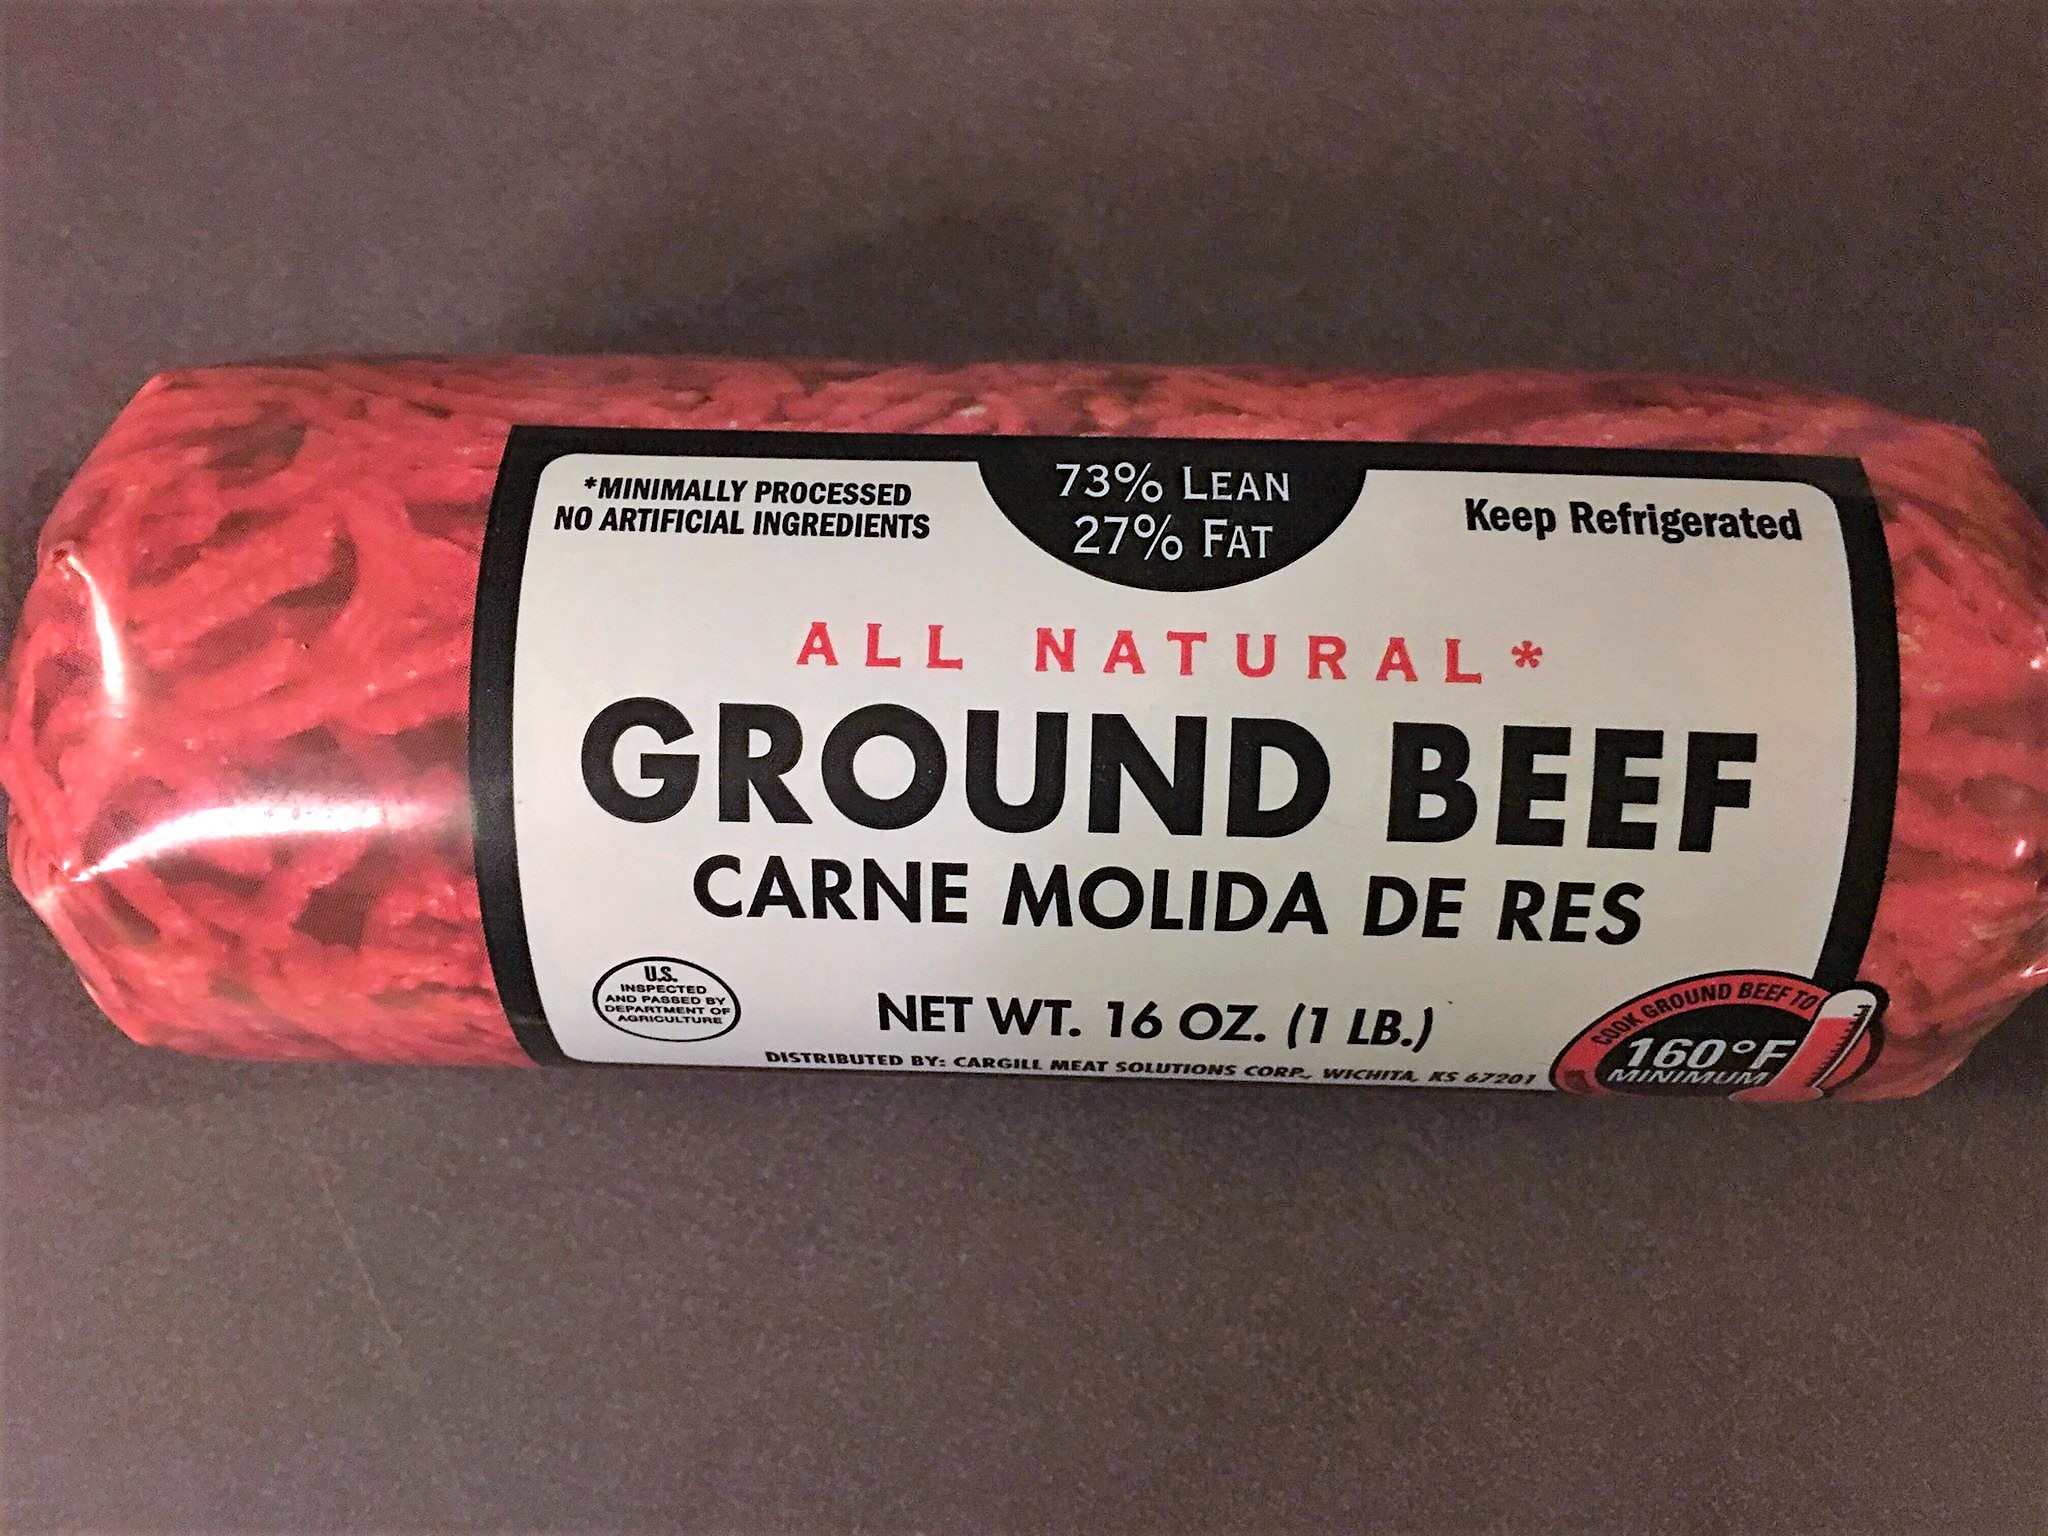 *MINIMALLY PROCESSED
NO ARTIFICIAL INGREDIENTS
73% LEAN
27% FAT
Keep Refrigerated
ALL NATURAL*
GROUND BEEF
CARNE MOLIDA DE RES
U.S.
INSPECTED
AND PASSED BY
DEPARTMENT OF
AGRICULTURE
NET WT. 16 OZ. (1 LB.)
DISTRIBUTED BY: CARGILL MEAT SOLUTIONS CORP., WICHITA, KS 67201
COOK GROUND BEEF TO
160°F
MINIMUM